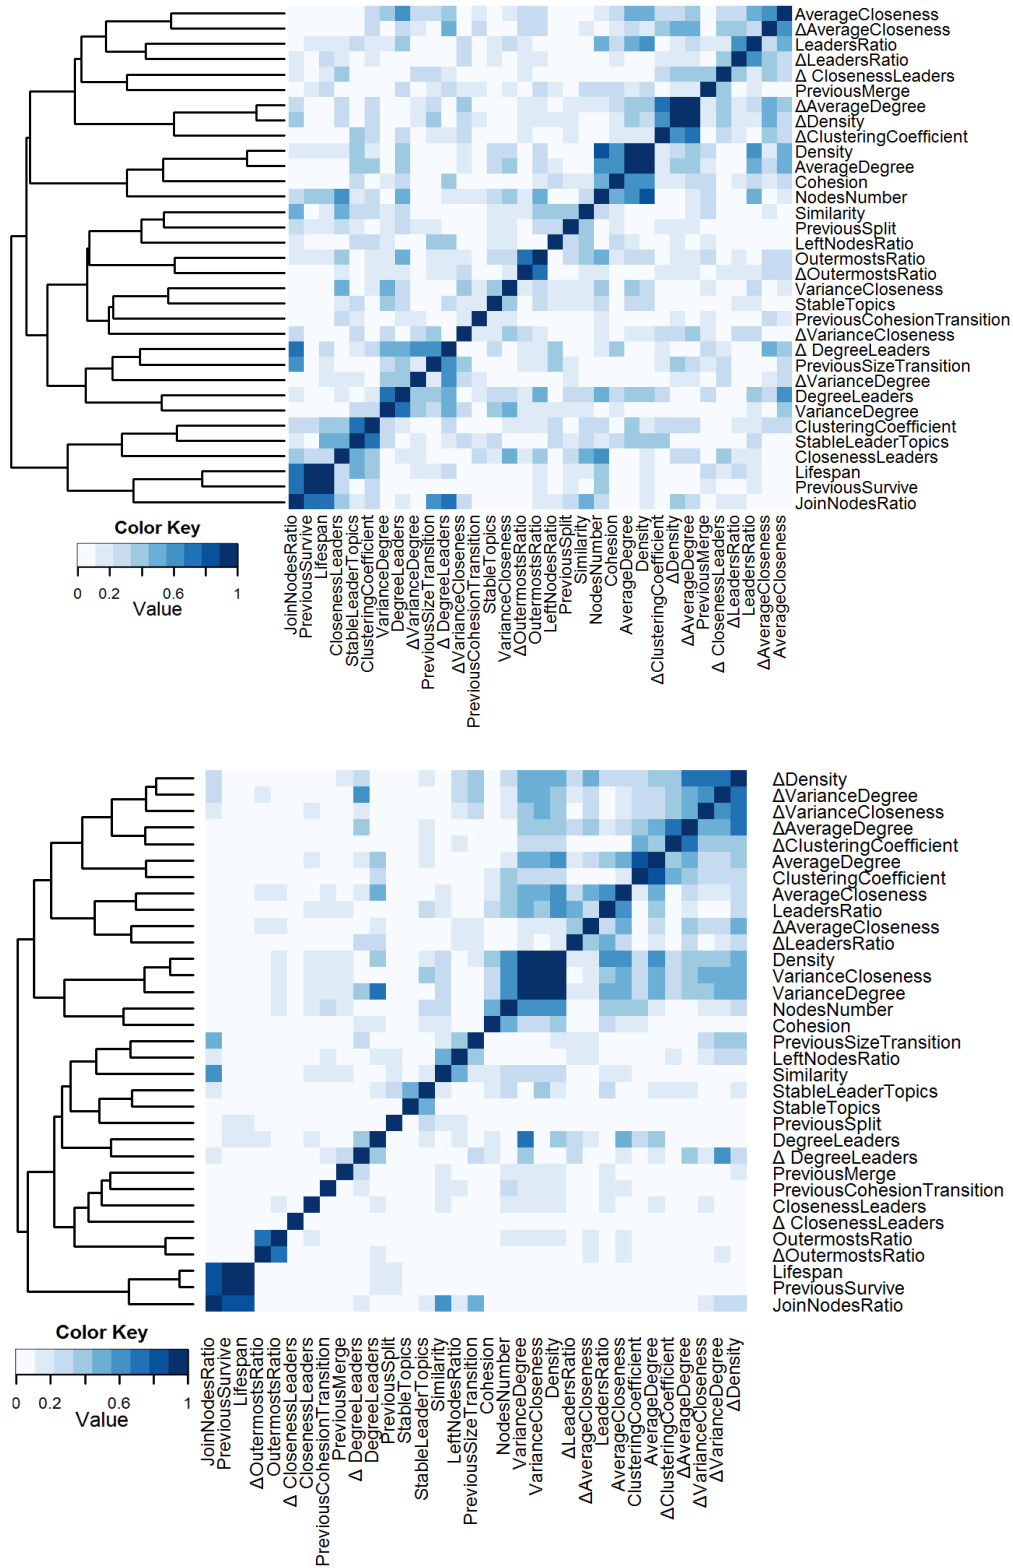 AverageCloseness
ΔAverageCloseness
LeadersRatio
ΔLeadersRatio
Δ ClosenessLeaders
PreviousMerge
ΔAverageDegree
ΔDensity
ΔClusteringCoefficient
Density
AverageDegree
Cohesion
NodesNumber
Similarity
PreviousSplit
LeftNodesRatio
OutermostsRatio
ΔOutermostsRatio
VarianceCloseness
StableTopics
PreviousCohesionTransition
ΔVarianceCloseness
Δ DegreeLeaders
PreviousSizeTransition
ΔVarianceDegree
DegreeLeaders
VarianceDegree
ClusteringCoefficient
StableLeaderTopics
ClosenessLeaders
Lifespan
PreviousSurvive
JoinNodesRatio
Color Key
0 0.2 0.6 1
Value
JoinNodesRatio
PreviousSurvive
Lifespan
ClosenessLeaders
StableLeaderTopics
ClusteringCoefficient
VarianceDegree
DegreeLeaders
ΔVarianceDegree
PreviousSizeTransition
Δ DegreeLeaders
ΔVarianceCloseness
PreviousCohesionTransition
StableTopics
VarianceCloseness
ΔOutermostsRatio
OutermostsRatio
LeftNodesRatio
PreviousSplit
Similarity
NodesNumber
Cohesion
AverageDegree
Density
ΔClusteringCoefficient
ΔDensity
ΔAverageDegree
PreviousMerge
Δ ClosenessLeaders
ΔLeadersRatio
LeadersRatio
ΔAverageCloseness
AverageCloseness
ΔDensity
ΔVarianceDegree
ΔVarianceCloseness
ΔAverageDegree
ΔClusteringCoefficient
AverageDegree
ClusteringCoefficient
AverageCloseness
LeadersRatio
ΔAverageCloseness
ΔLeadersRatio
Density
VarianceCloseness
VarianceDegree
NodesNumber
Cohesion
PreviousSizeTransition
LeftNodesRatio
Similarity
StableLeaderTopics
StableTopics
PreviousSplit
DegreeLeaders
Δ DegreeLeaders
PreviousMerge
PreviousCohesionTransition
ClosenessLeaders
Δ ClosenessLeaders
OutermostsRatio
ΔOutermostsRatio
Lifespan
PreviousSurvive
JoinNodesRatio
Color Key
0 0.2 0.6 1
Value
JoinNodesRatio
PreviousSurvive
Lifespan
ΔOutermostsRatio
OutermostsRatio
Δ ClosenessLeaders
ClosenessLeaders
PreviousCohesionTransition
PreviousMerge
Δ DegreeLeaders
DegreeLeaders
PreviousSplit
StableTopics
StableLeaderTopics
Similarity
LeftNodesRatio
PreviousSizeTransition
Cohesion
NodesNumber
VarianceDegree
VarianceCloseness
Density
ΔLeadersRatio
ΔAverageCloseness
LeadersRatio
AverageCloseness
ClusteringCoefficient
AverageDegree
ΔClusteringCoefficient
ΔAverageDegree
ΔVarianceCloseness
ΔVarianceDegree
ΔDensity